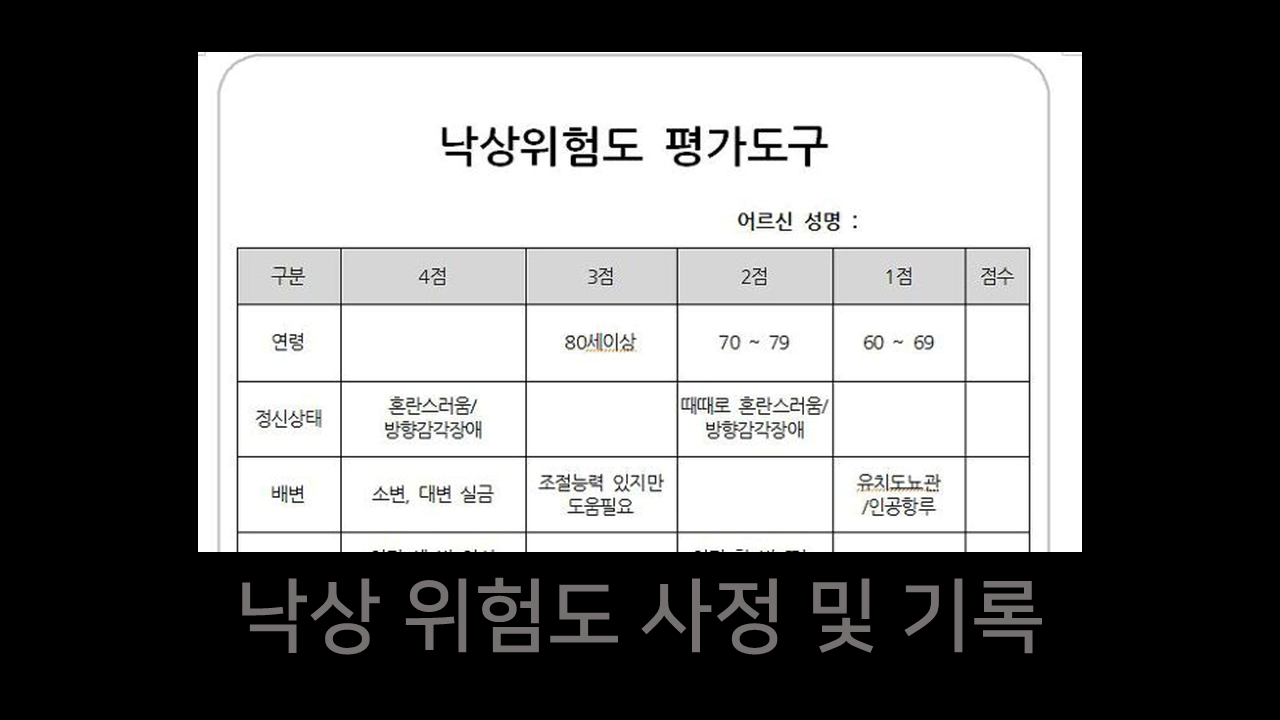 낙상위험도 평가도구
어르신 성명 :
구분 4점 3점 2점 1점 점수
연령 80세이상 70 ~ 79 60 ~ 69
정신상태 혼란스러움/ 방향감각장애 때때로 혼란스러움/ 방향감각장애
배변 소변, 대변 실금 조절능력 있지만 도움필요 유치도뇨관 /인공항루
낙상 위험도 사정 및 기록